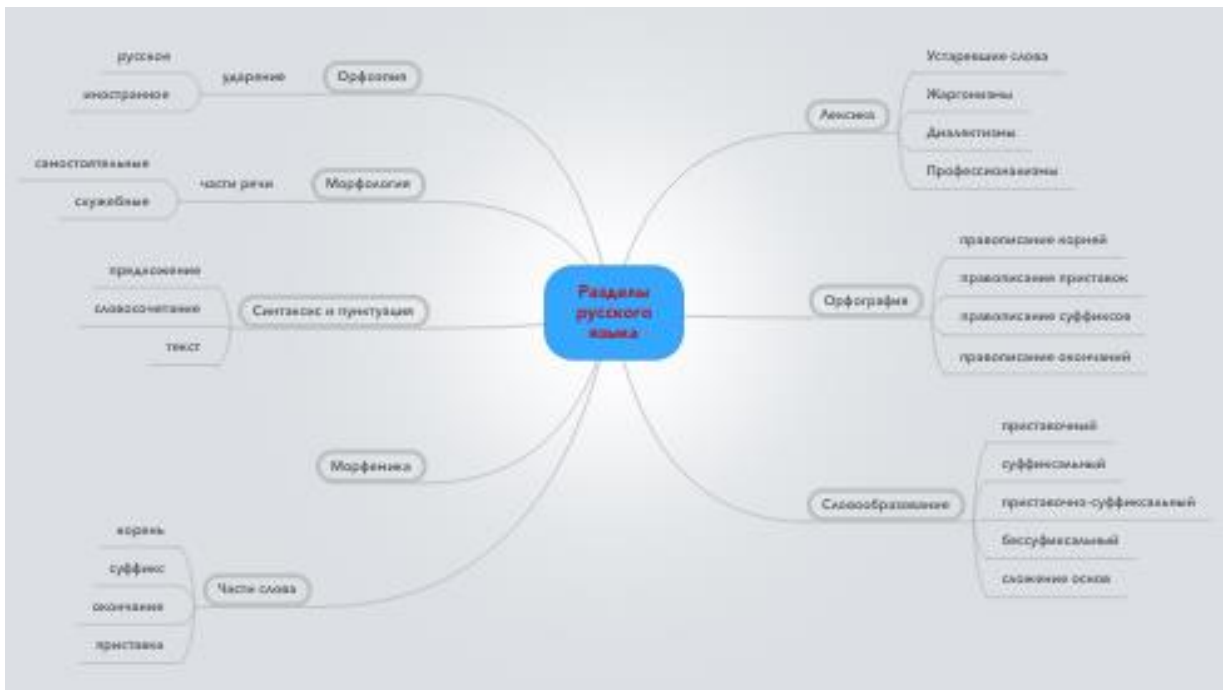 Разделы
русского
языка
Орфоэпия
ударение
русское
иностранное
Морфология
части речи
самостоятельные
служебные
Синтаксис и пунктуация
предложение
словосочетание
текст
Морфемика
Части слова
корень
суффикс
окончание
приставка
Лексика
Устаревшие слова
Жаргонизмы
Диалектизмы
Профессионализмы
Орфография
правописание корней
правописание приставок
правописание суффиксов
правописание окончаний
Словообразование
приставочный
суффиксальный
приставочно-суффиксальный
бессуфиксальный
сложение основ